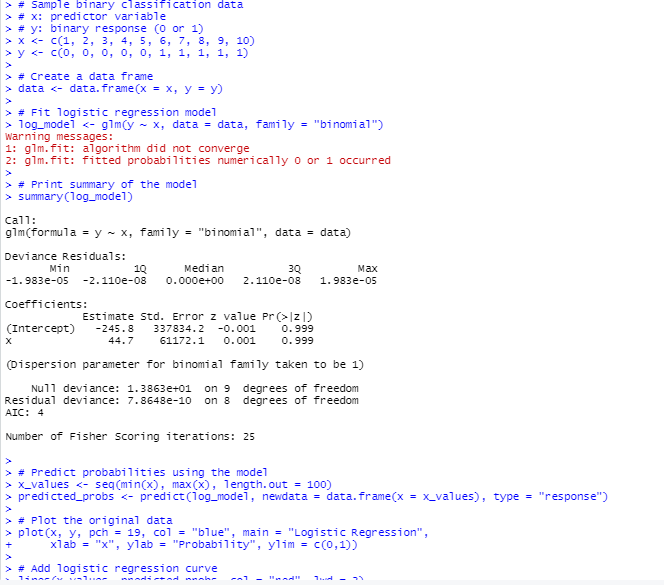 > # Sample binary classification data
> # x: predictor variable
> # y: binary response (0 or 1)
> x <- c(1, 2, 3, 4, 5, 6, 7, 8, 9, 10)
> y <- c(0, 0, 0, 0, 0, 1, 1, 1, 1, 1)
>
> # Create a data frame
> data <- data.frame(x = x, y = y)
>
> # Fit logistic regression model
> log_model <- glm(y ~ x, data = data, family = "binomial")
Warning messages:
1: glm.fit: algorithm did not converge
2: glm.fit: fitted probabilities numerically 0 or 1 occurred
>
> # Print summary of the model
> summary(log_model)
Call:
glm(formula = y ~ x, family = "binomial", data = data)
Deviance Residuals:
Min 1Q Median 3Q Max
-1.983e-05 -2.110e-08 0.000e+00 2.110e-08 1.983e-05
Coefficients:
Estimate Std. Error z value Pr(>|z|)
(Intercept) -245.8 337834.2 -0.001 0.999
x 44.7 61172.1 0.001 0.999
(Dispersion parameter for binomial family taken to be 1)
Null deviance: 1.3863e+01 on 9 degrees of freedom
Residual deviance: 7.8648e-10 on 8 degrees of freedom
AIC: 4
Number of Fisher Scoring iterations: 25
>
> # Predict probabilities using the model
> x_values <- seq(min(x), max(x), length.out = 100)
> predicted_probs <- predict(log_model, newdata = data.frame(x = x_values), type = "response")
>
> # Plot the original data
> plot(x, y, pch = 19, col = "blue", main = "Logistic Regression",
+ xlab = "x", ylab = "Probability", ylim = c(0,1))
>
> # Add logistic regression curve
> lines(x_values, predicted_probs, col = "red", lwd = 2)